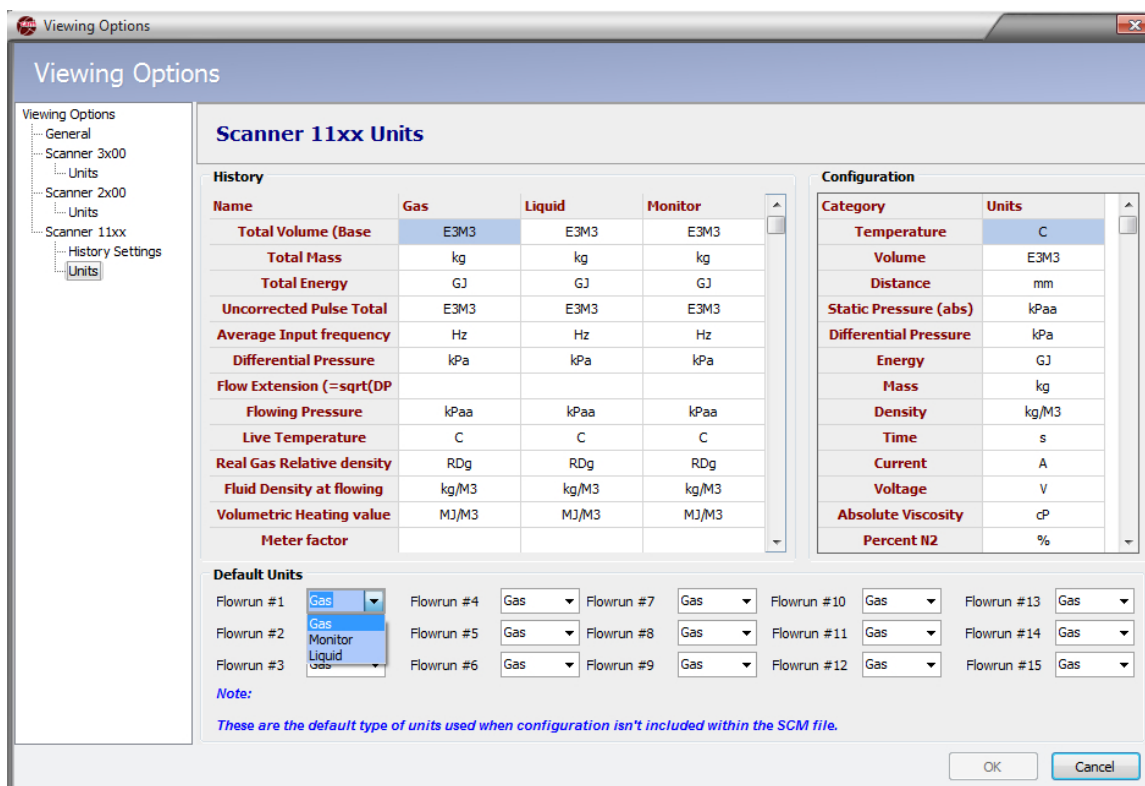 Viewing Options
Viewing Options
Viewing Options
General
Scanner 3x00
Units
Scanner 2x00
Units
Scanner 11xx
History Settings
Units
Scanner 11xx Units
History
Name Gas Liquid Monitor
Total Volume (Base E3M3 E3M3 E3M3
Total Mass kg kg kg
Total Energy GJ GJ GJ
Uncorrected Pulse Total E3M3 E3M3 E3M3
Average Input frequency Hz Hz Hz
Differential Pressure kPa kPa kPa
Flow Extension (=sqrt(DP
Flowing Pressure kPaa kPaa kPaa
Live Temperature C C C
Real Gas Relative density RDg RDg RDg
Fluid Density at flowing kg/M3 kg/M3 kg/M3
Volumetric Heating value MJ/M3 MJ/M3 MJ/M3
Meter factor
Configuration
Category Units
Temperature C
Volume E3M3
Distance mm
Static Pressure (abs) kPaa
Differential Pressure kPa
Energy GJ
Mass kg
Density kg/M3
Time s
Current A
Voltage V
Absolute Viscosity cP
Percent N2 %
Default Units
Flowrun #1 Gas Flowrun #4 Gas Flowrun #7 Gas Flowrun #10 Gas Flowrun #13 Gas
Gas
Monitor
Liquid
Flowrun #2 Flowrun #5 Gas Flowrun #8 Gas Flowrun #11 Gas Flowrun #14 Gas
Flowrun #3 Gas Flowrun #6 Gas Flowrun #9 Gas Flowrun #12 Gas Flowrun #15 Gas
Note:
These are the default type of units used when configuration isn't included within the SCM file.
OK Cancel